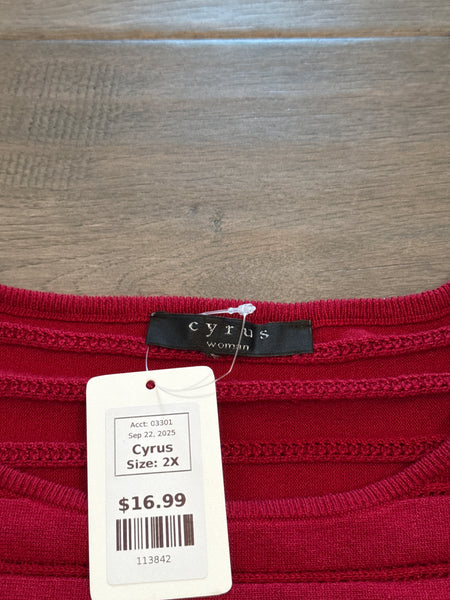 cyrus
woman
Acct: 03301
Sep 22, 2025
Cyrus
Size: 2X
$16.99
113842